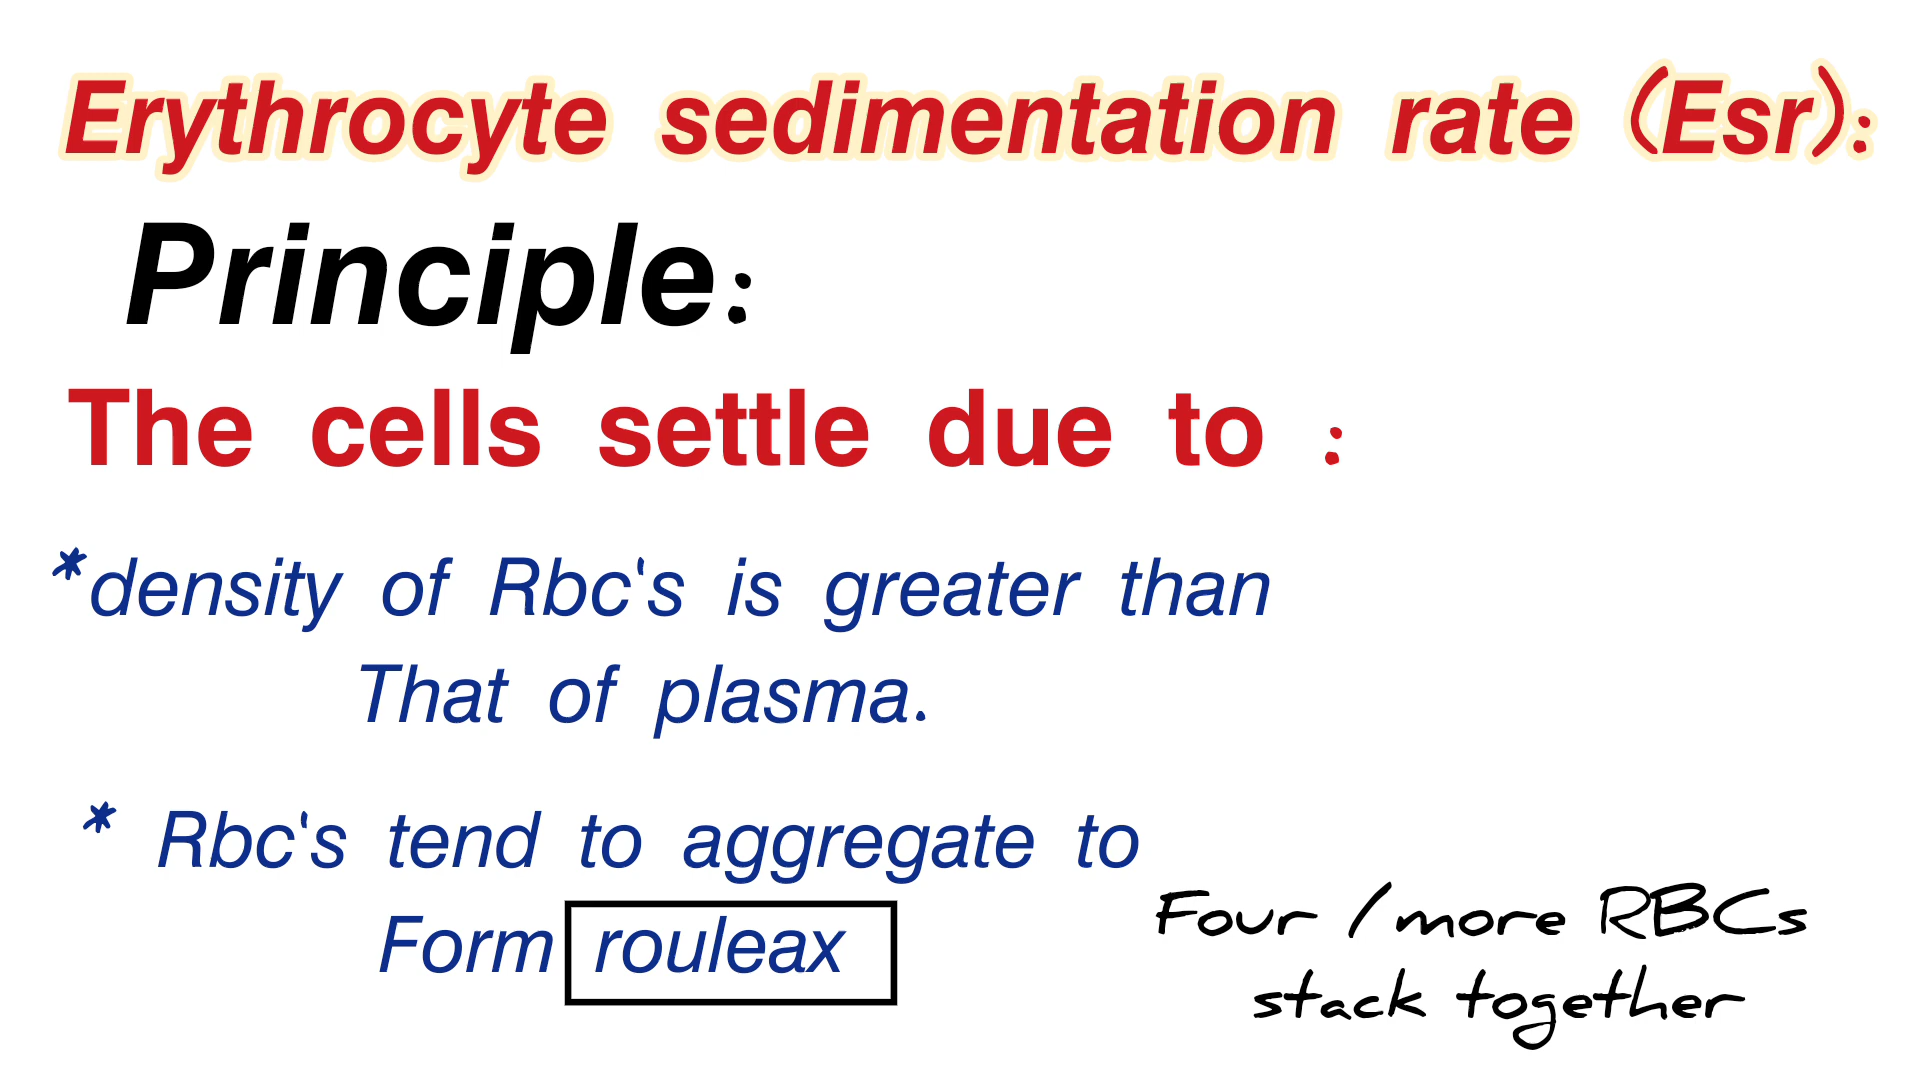 Erythrocyte sedimentation rate (Esr):
Principle:
The cells settle due to :
*density of Rbc‛s is greater than
That of plasma.
* Rbc‛s tend to aggregate to
Form rouleax
Four /more RBCs
stack together